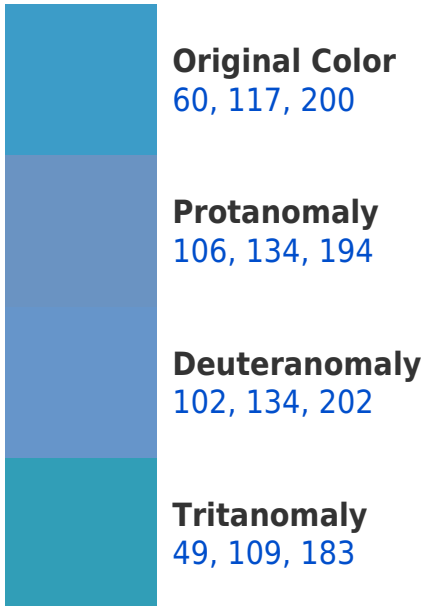 Original Color
60, 117, 200
Protanomaly
106, 134, 194
Deuteranomaly
102, 134, 202
Tritanomaly
49, 109, 183